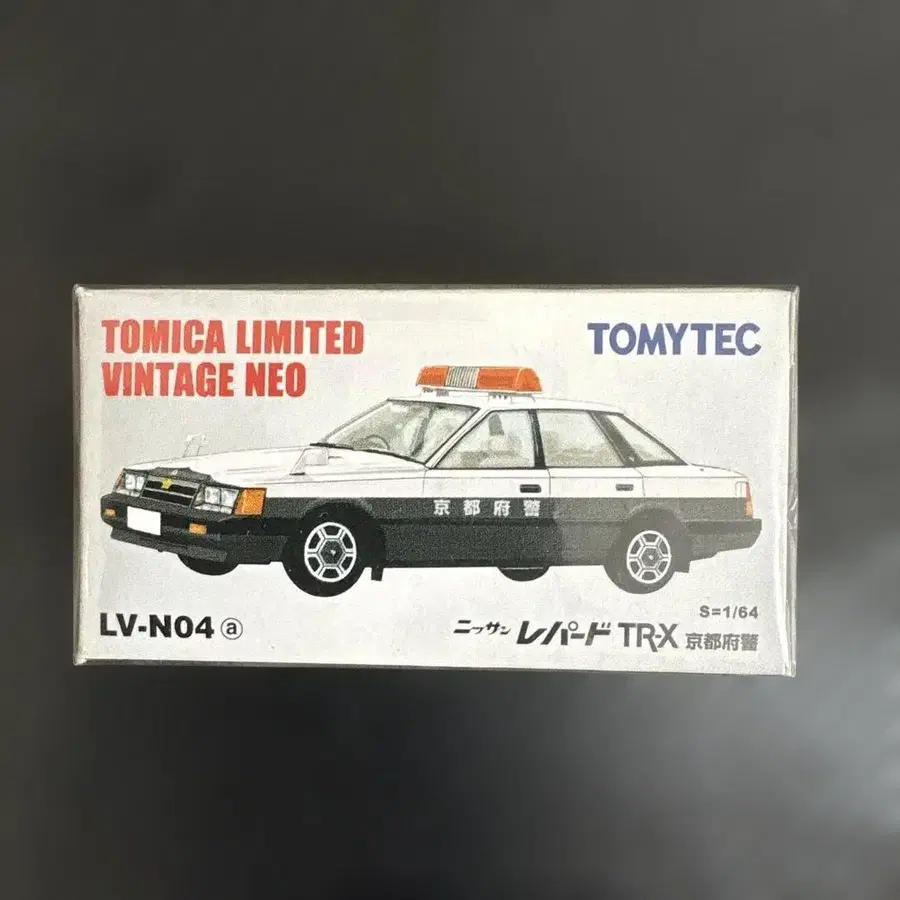 TOMICA LIMITED
VINTAGE NEO
TOMYTEC
京都府警
S=1/64
LV-N04 ⓐ
ニッサン レパード TR-X 京都府警